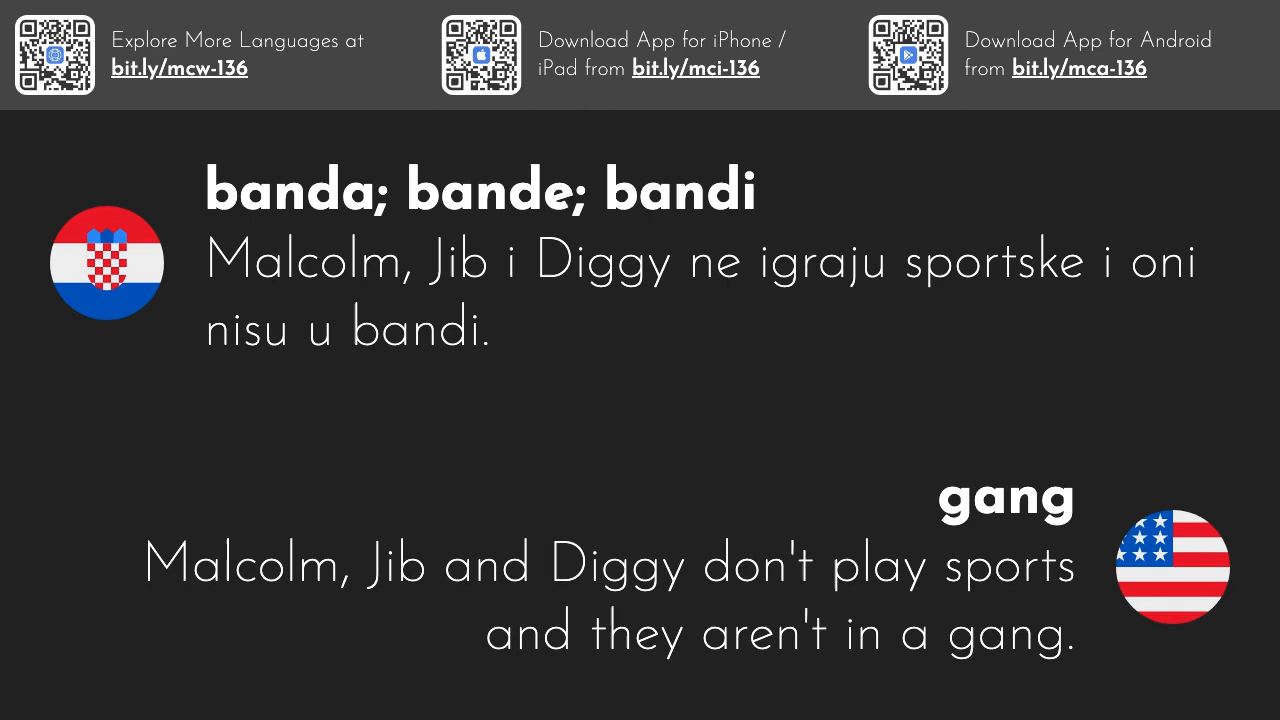 Explore More Languages at
bit.ly/mcw-136
Download App for iPhone /
iPad from bit.ly/mci-136
Download App for Android
from bit.ly/mca-136
banda; bande; bandi
Malcolm, Jib i Diggy ne igraju sportske i oni
nisu u bandi.
gang
Malcolm, Jib and Diggy don't play sports
and they aren't in a gang.